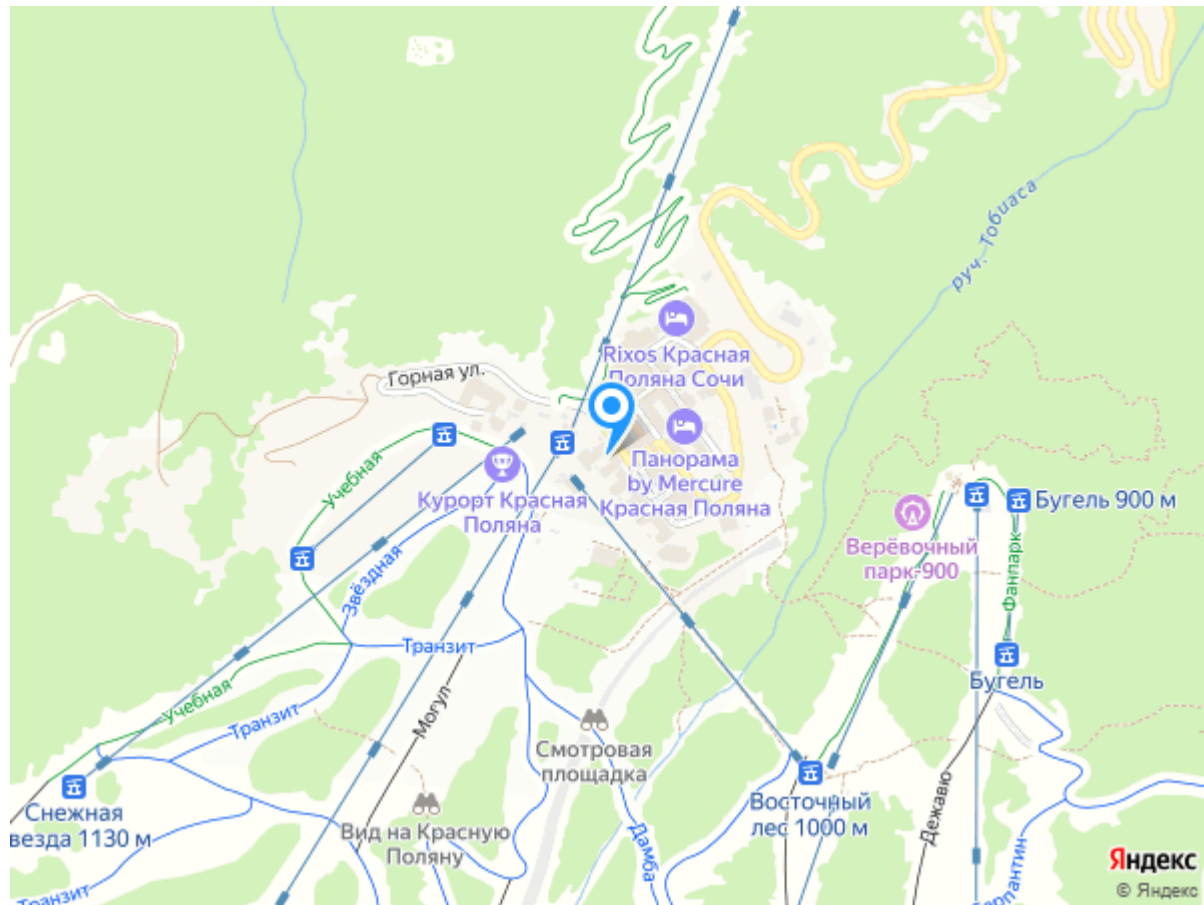 руч. Тобиаса
Rixos Красная
Поляна Сочи
Горная ул.
Панорама
by Mercure
Красная Поляна
Учебная
Курорт Красная
Поляна
Бугель 900 м
Верёвочный
парк-900
Фанпарк
Звёздная
Транзит
Бугель
Учебная
Транзит
Могул
Смотровая
площадка
Снежная
везда 1130 м
Вид на Красную
Поляну
Восточный
лес 1000 м
Дежавю
Дамба
Транзит
ерпантин
Яндекс
© Яндекс